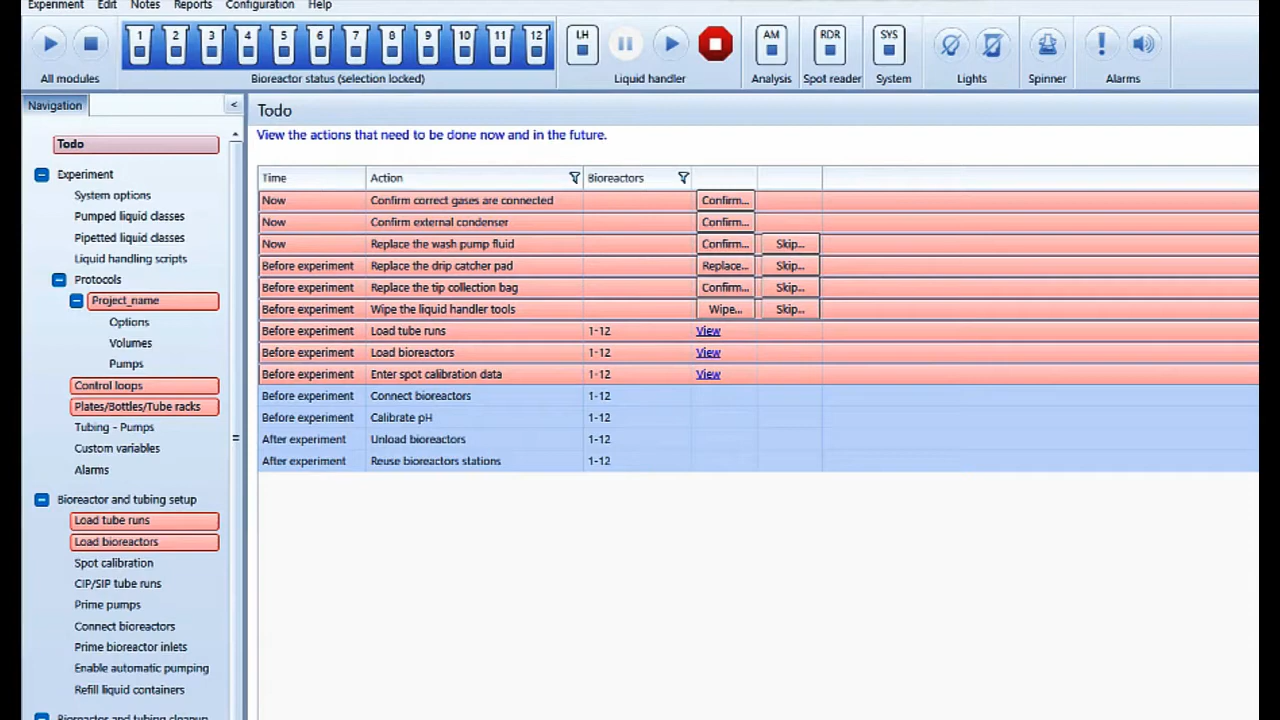 Experiment Edit Notes Reports Configuration Help
1 2 3 4 5 6 7 8 9 10 11 12 LH AM RDR SYS
All modules Bioreactor status (selection locked) Liquid handler Analysis Spot reader System Lights Spinner Alarms
Navigation <
Todo
Experiment
System options
Pumped liquid classes
Pipetted liquid classes
Liquid handling scripts
Protocols
Project_name
Options
Volumes
Pumps
Control loops
Plates/Bottles/Tube racks
Tubing - Pumps
Custom variables
Alarms
Bioreactor and tubing setup
Load tube runs
Load bioreactors
Spot calibration
CIP/SIP tube runs
Prime pumps
Connect bioreactors
Prime bioreactor inlets
Enable automatic pumping
Refill liquid containers
Bioreactor and tubing cleanup
Todo
View the actions that need to be done now and in the future.
Time Action Bioreactors
Now Confirm correct gases are connected Confirm...
Now Confirm external condenser Confirm...
Now Replace the wash pump fluid Confirm... Skip...
Before experiment Replace the drip catcher pad Replace... Skip...
Before experiment Replace the tip collection bag Confirm... Skip...
Before experiment Wipe the liquid handler tools Wipe... Skip...
Before experiment Load tube runs 1-12 View
Before experiment Load bioreactors 1-12 View
Before experiment Enter spot calibration data 1-12 View
Before experiment Connect bioreactors 1-12
Before experiment Calibrate pH 1-12
After experiment Unload bioreactors 1-12
After experiment Reuse bioreactors stations 1-12